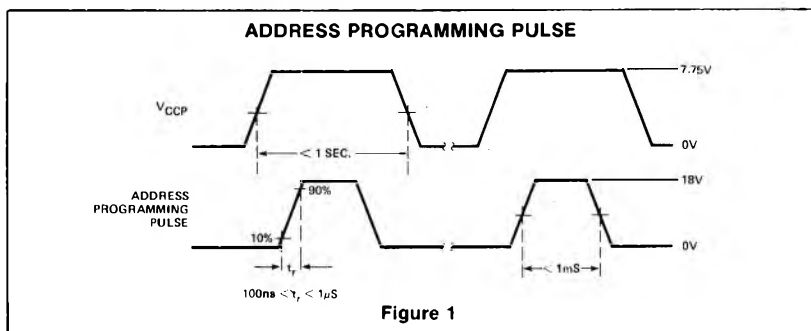 ADDRESS PROGRAMMING PULSE
7.75V
VCCP
< 1 SEC.
0V
18V
ADDRESS
PROGRAMMING
PULSE
90%
10%
0V
tr
< 1mS
100ns < tr < 1μS
Figure 1